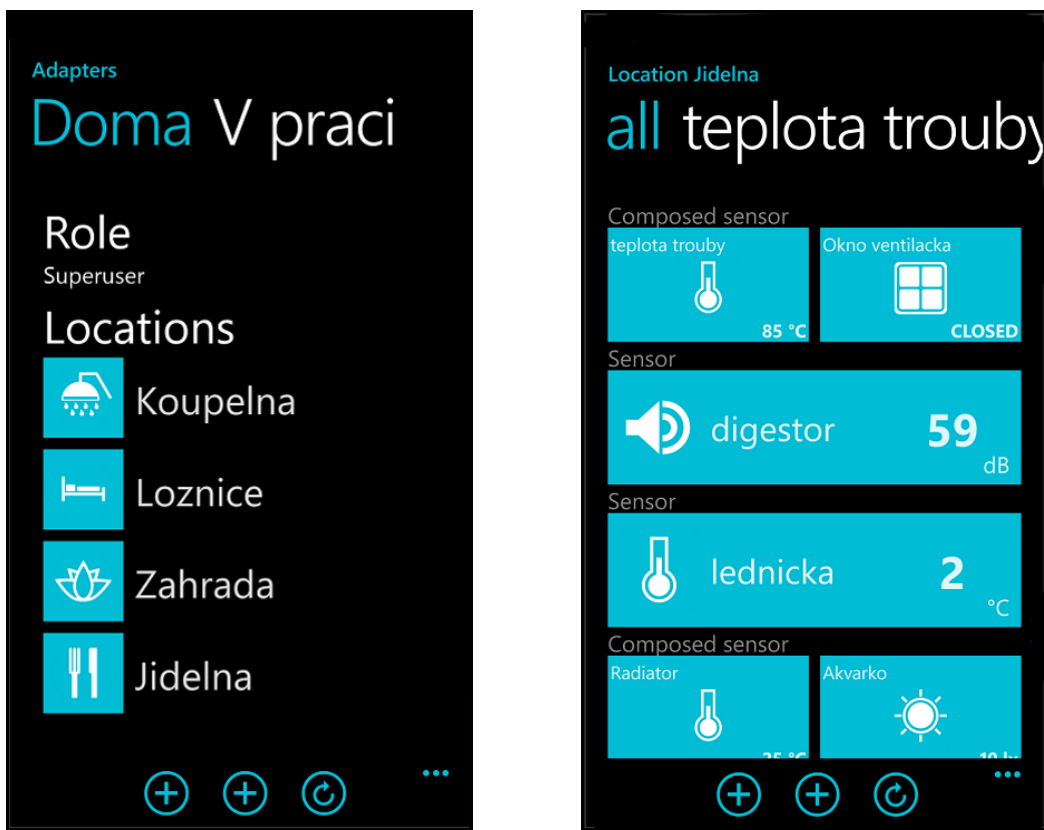 Adapters
Doma V praci
Role
Superuser
Locations
Koupelna
Loznice
Zahrada
Jidelna
Location Jidelna
all teplota trouby
Composed sensor
teplota trouby
85 °C
Okno ventilacka
CLOSED
Sensor
digestor
59
dB
Sensor
lednicka
2
°C
Composed sensor
Radiator
Akvarko